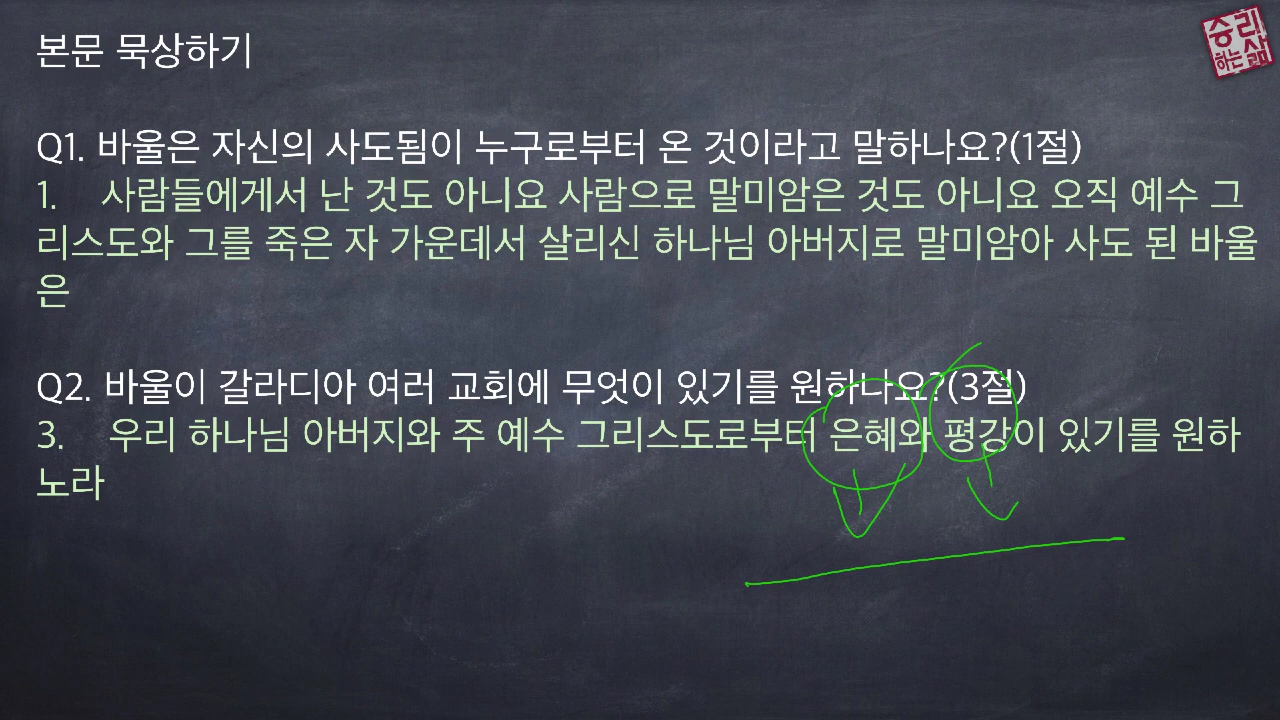 승리
하는 삶
본문 묵상하기
Q1. 바울은 자신의 사도됨이 누구로부터 온 것이라고 말하나요?(1절)
1. 사람들에게서 난 것도 아니요 사람으로 말미암은 것도 아니요 오직 예수 그
리스도와 그를 죽은 자 가운데서 살리신 하나님 아버지로 말미암아 사도 된 바울
은
Q2. 바울이 갈라디아 여러 교회에 무엇이 있기를 원하나요?(3절)
3. 우리 하나님 아버지와 주 예수 그리스도로부터 은혜와 평강이 있기를 원하
노라